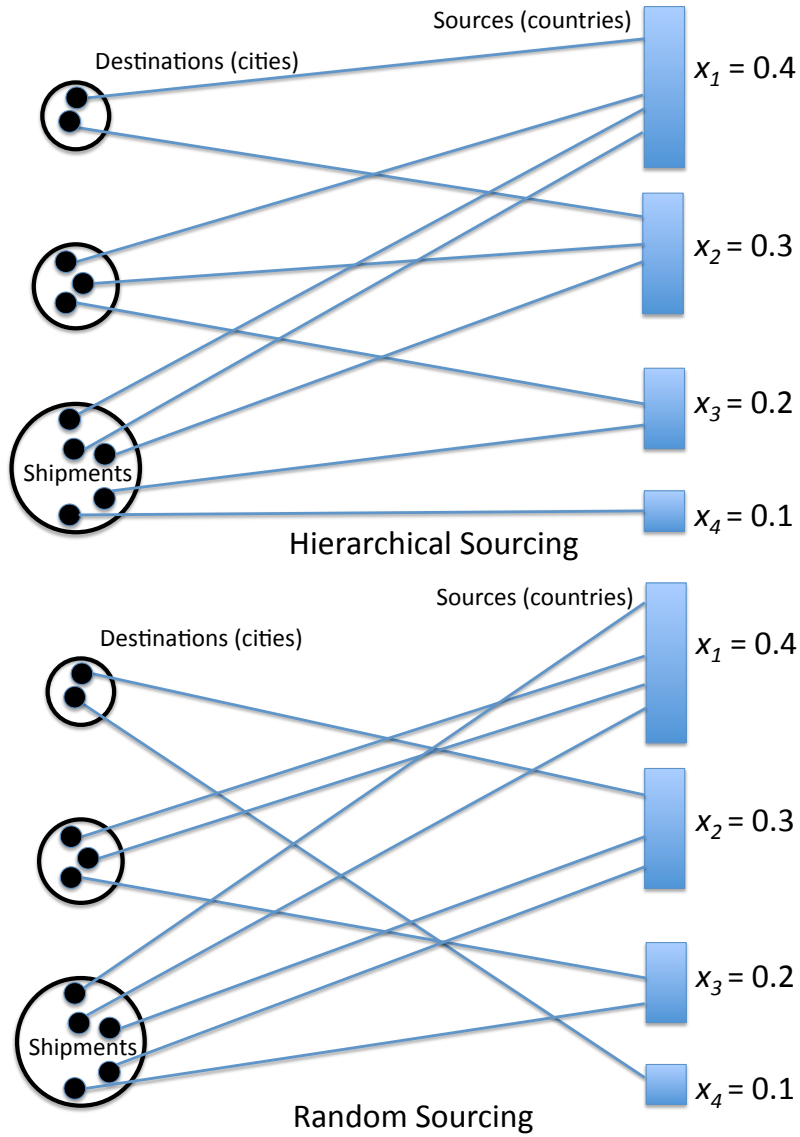 Sources (countries)
Destinations (cities)
x1 = 0.4
x2 = 0.3
x3 = 0.2
Shipments
x4 = 0.1
Hierarchical Sourcing
Sources (countries)
Destinations (cities)
x1 = 0.4
x2 = 0.3
x3 = 0.2
Shipments
x4 = 0.1
Random Sourcing